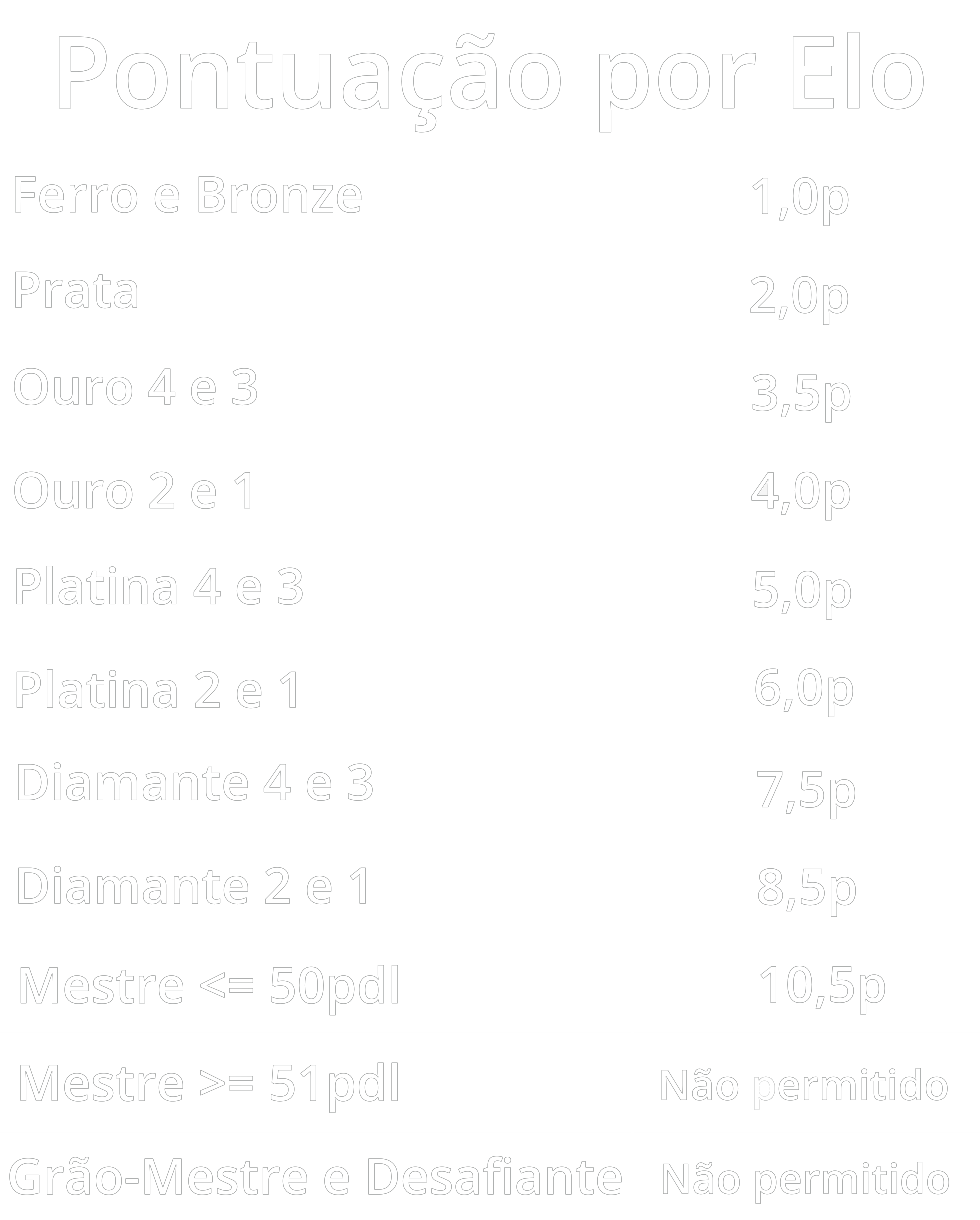 Pontuação por Elo
Ferro e Bronze 1,0p
Prata 2,0p
Ouro 4 e 3 3,5p
Ouro 2 e 1 4,0p
Platina 4 e 3 5,0p
Platina 2 e 1 6,0p
Diamante 4 e 3 7,5p
Diamante 2 e 1 8,5p
Mestre <= 50pdl 10,5p
Mestre >= 51pdl Não permitido
Grão-Mestre e Desafiante Não permitido